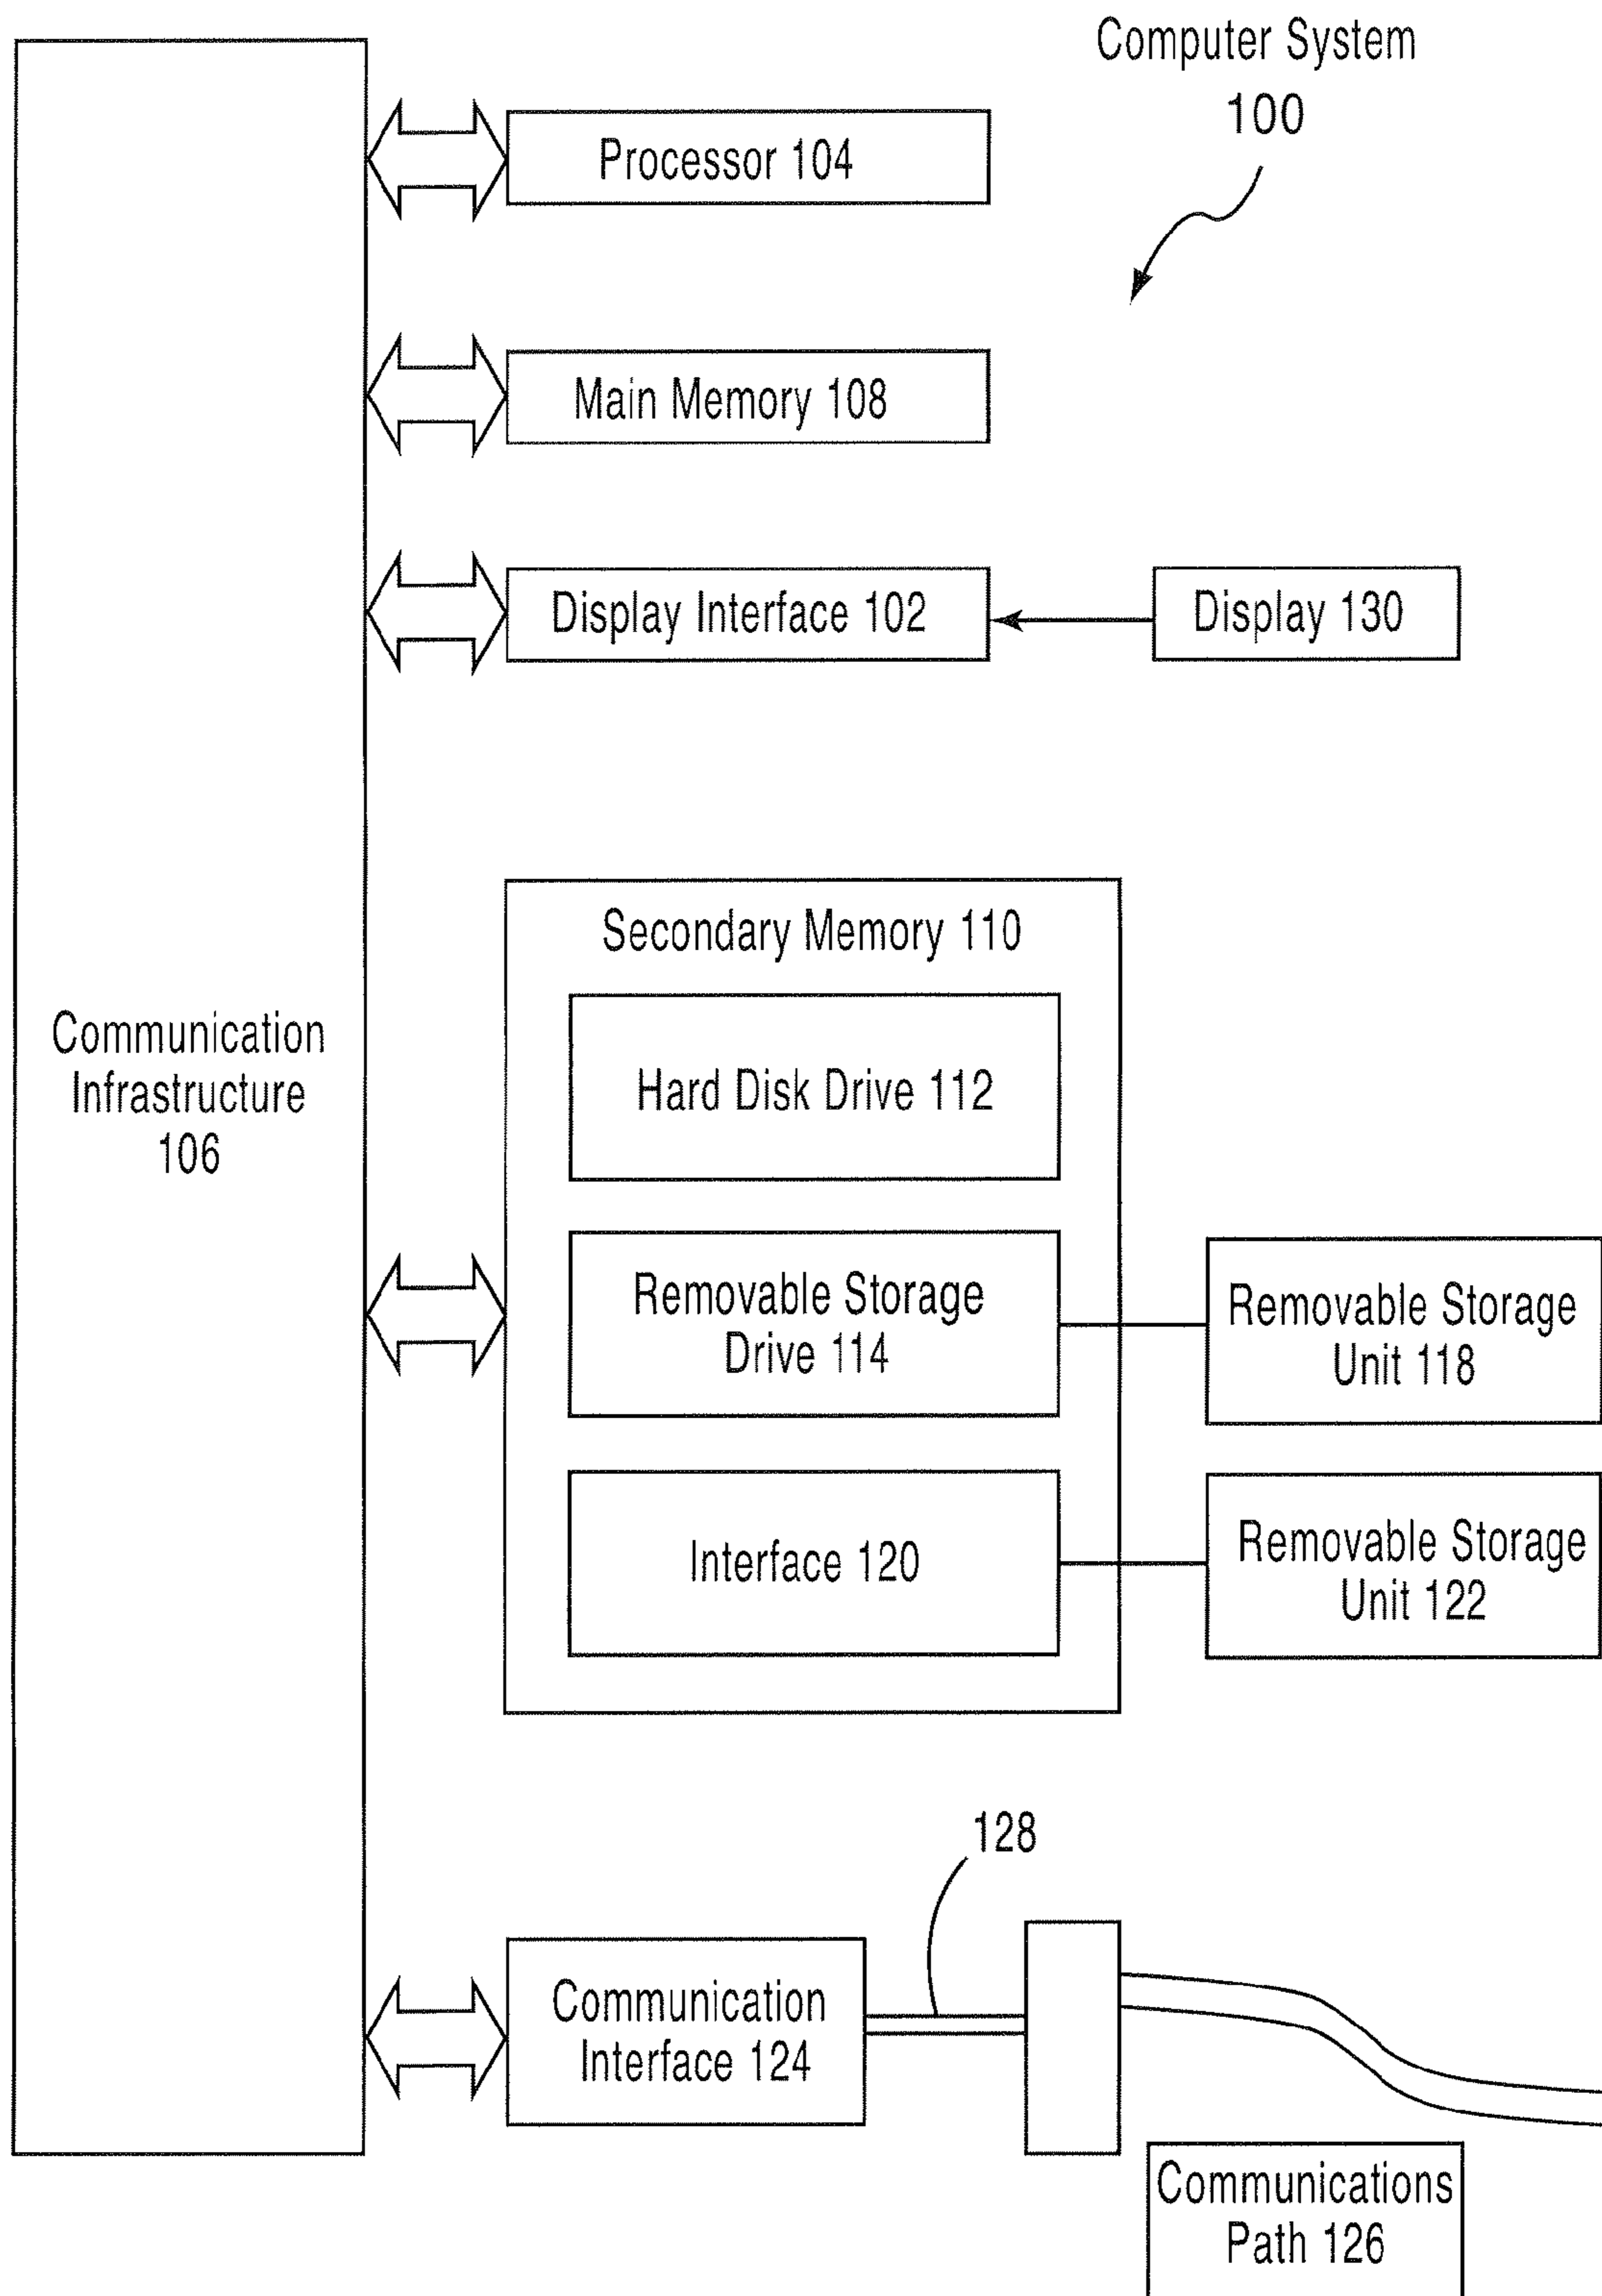 Computer System
100
Processor 104
Main Memory 108
Display Interface 102
Display 130
Secondary Memory 110
Communication
Infrastructure
106
Hard Disk Drive 112
Removable Storage
Drive 114
Removable Storage
Unit 118
Interface 120
Removable Storage
Unit 122
128
Communication
Interface 124
Communications
Path 126